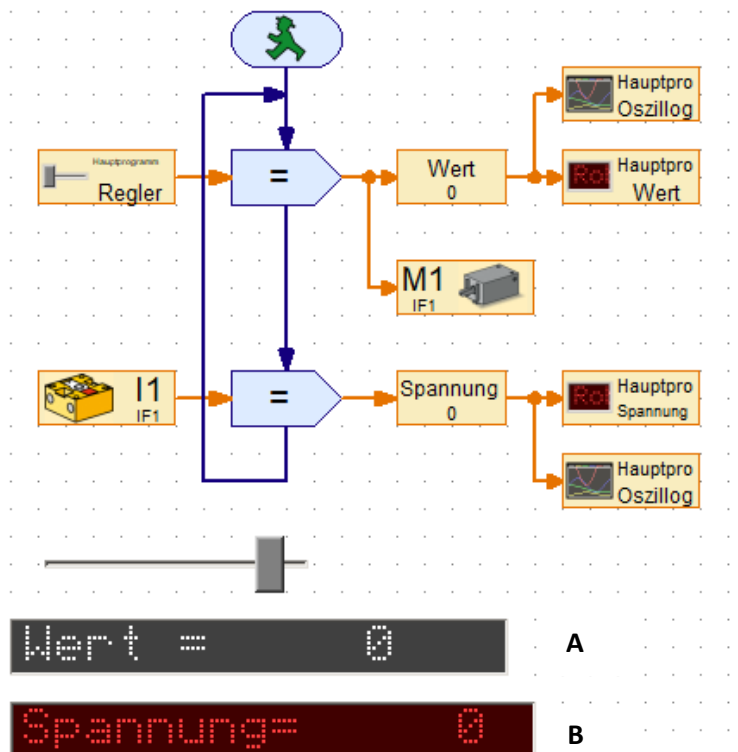 Hauptpro
Oszillog
Hauptprogramm
Regler
=
Wert
0
Hauptpro
Wert
M1
IF1
I1
IF1
=
Spannung
0
Hauptpro
Spannung
Hauptpro
Oszillog
Wert = 0
A
Spannung= 0
B